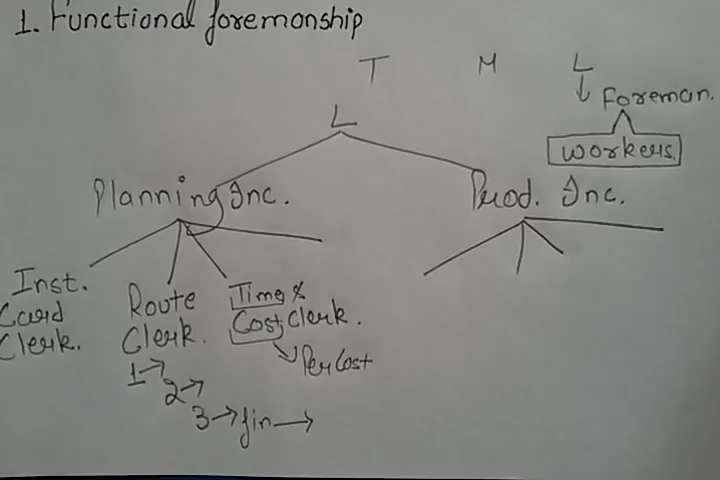 1. Functional foremonship
T M L
Foreman.
workers.
L
Planning Inc.
Prod. Inc.
Inst.
Card
Clerk.
Route
Clerk.
1→
2→
3→fin→
Time &
Cost Clerk.
Per Cost